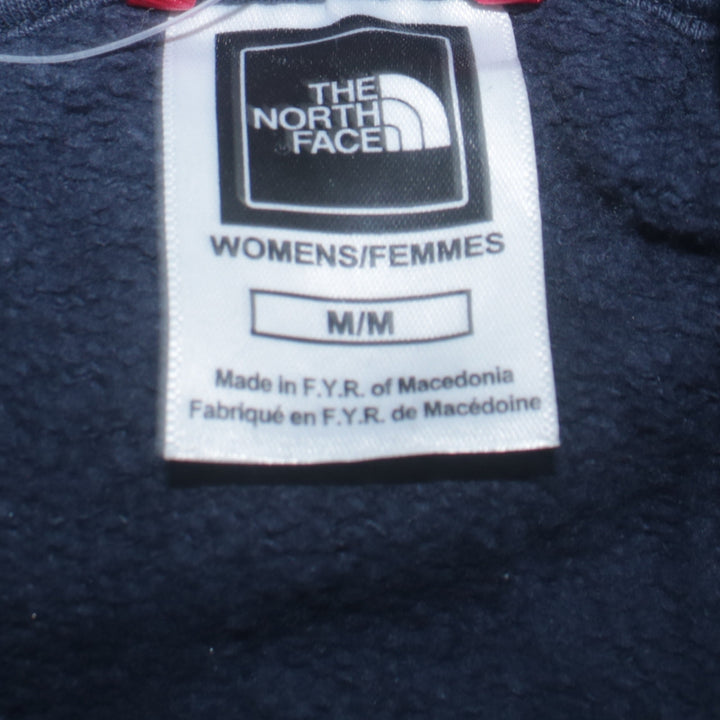 THE
NORTH
FACE
WOMENS/FEMMES
M/M
Made in F.Y.R. of Macedonia
Fabriqué en F.Y.R. de Macédoine